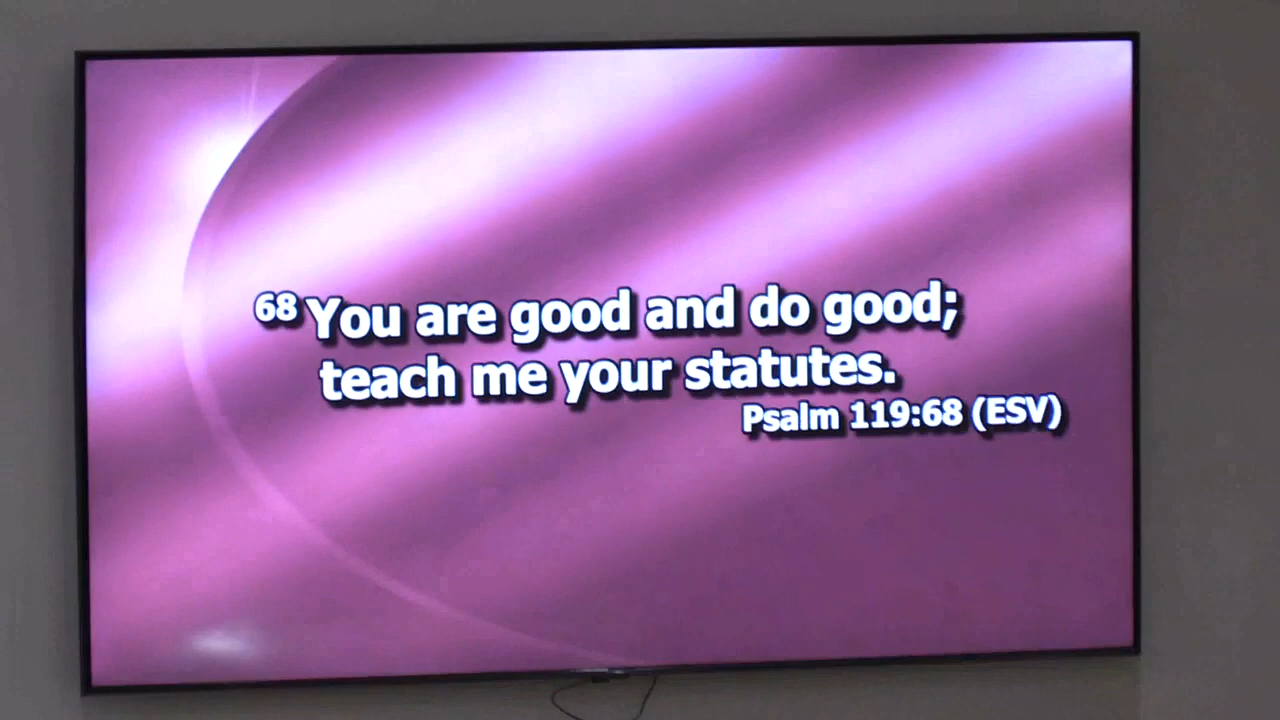 68 You are good and do good;
teach me your statutes.
Psalm 119:68 (ESV)